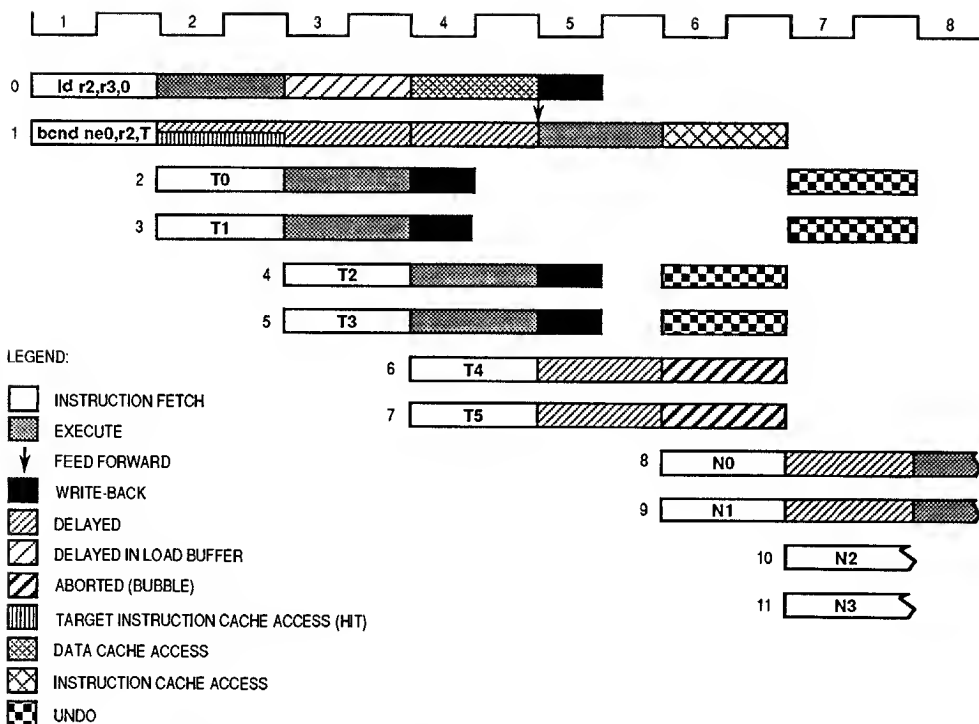 1 2 3 4 5 6 7 8
0 ld r2,r3,0
1 bcnd ne0,r2,T
2 T0
3 T1
4 T2
5 T3
LEGEND:
6 T4
INSTRUCTION FETCH
7 T5
EXECUTE
FEED FORWARD
8 N0
WRITE-BACK
9 N1
DELAYED
DELAYED IN LOAD BUFFER
10 N2
ABORTED (BUBBLE)
11 N3
TARGET INSTRUCTION CACHE ACCESS (HIT)
DATA CACHE ACCESS
INSTRUCTION CACHE ACCESS
UNDO